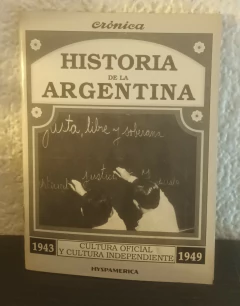 crónica
HISTORIA
DE LA
ARGENTINA
justa, libre y soberana
1943
CULTURA OFICIAL
Y CULTURA INDEPENDIENTE
1949
HYSPAMERICA